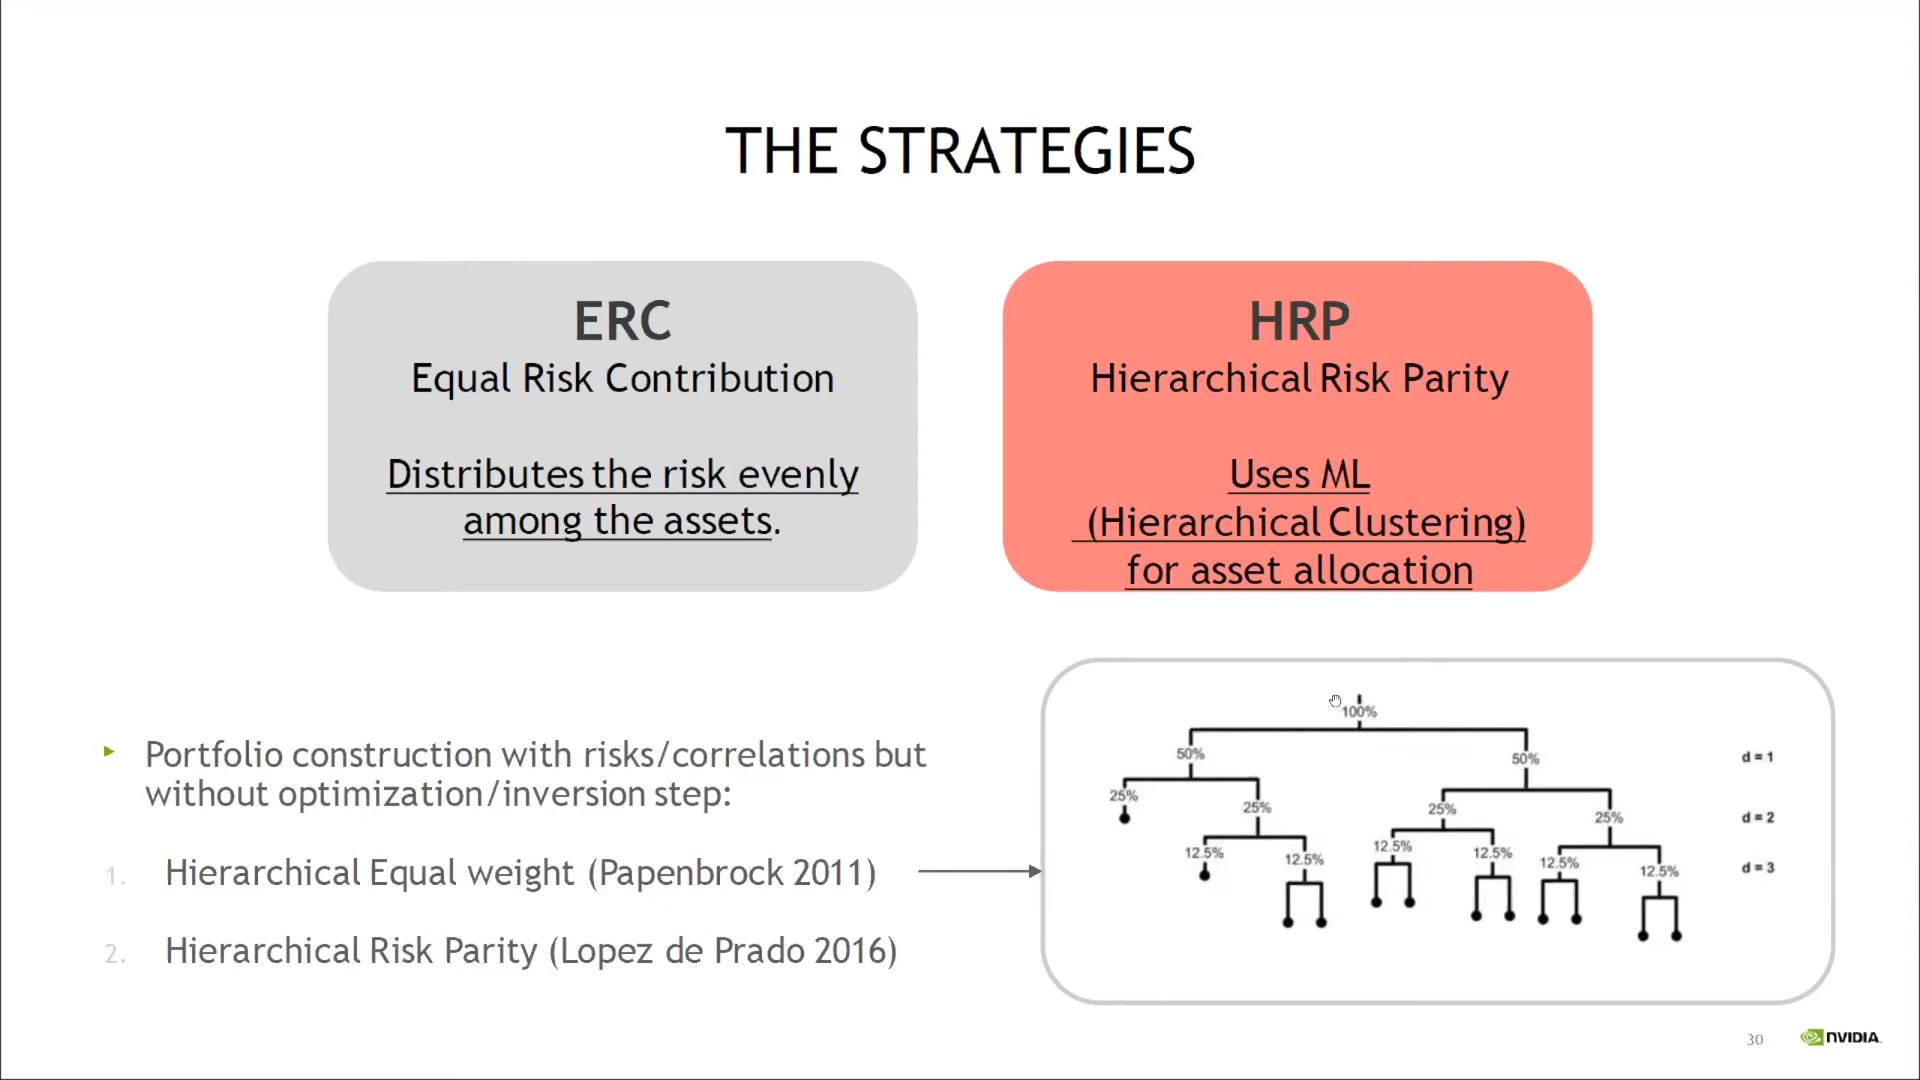 THE STRATEGIES
ERC
Equal Risk Contribution
Distributes the risk evenly
among the assets.
HRP
Hierarchical Risk Parity
Uses ML
(Hierarchical Clustering)
for asset allocation
Portfolio construction with risks/correlations but
without optimization/inversion step:
1. Hierarchical Equal weight (Papenbrock 2011)
2. Hierarchical Risk Parity (Lopez de Prado 2016)
100%
50% 50% d = 1
25% 25% 25% 25% d = 2
12.5% 12.5% 12.5% 12.5% 12.5% 12.5% d = 3
30
NVIDIA.